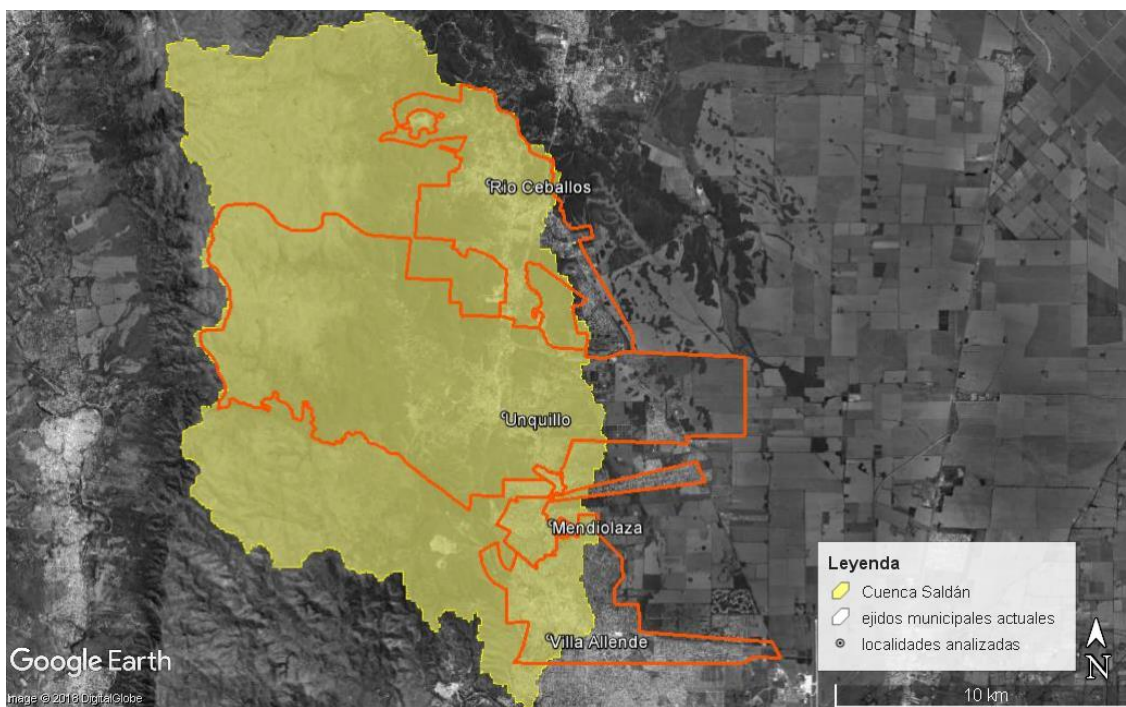 Río Ceballos
Unquillo
Mendiolaza
Villa Allende
Leyenda
Cuenca Saldán
ejidos municipales actuales
localidades analizadas
Google Earth
N
Image © 2018 DigitalGlobe
10 km